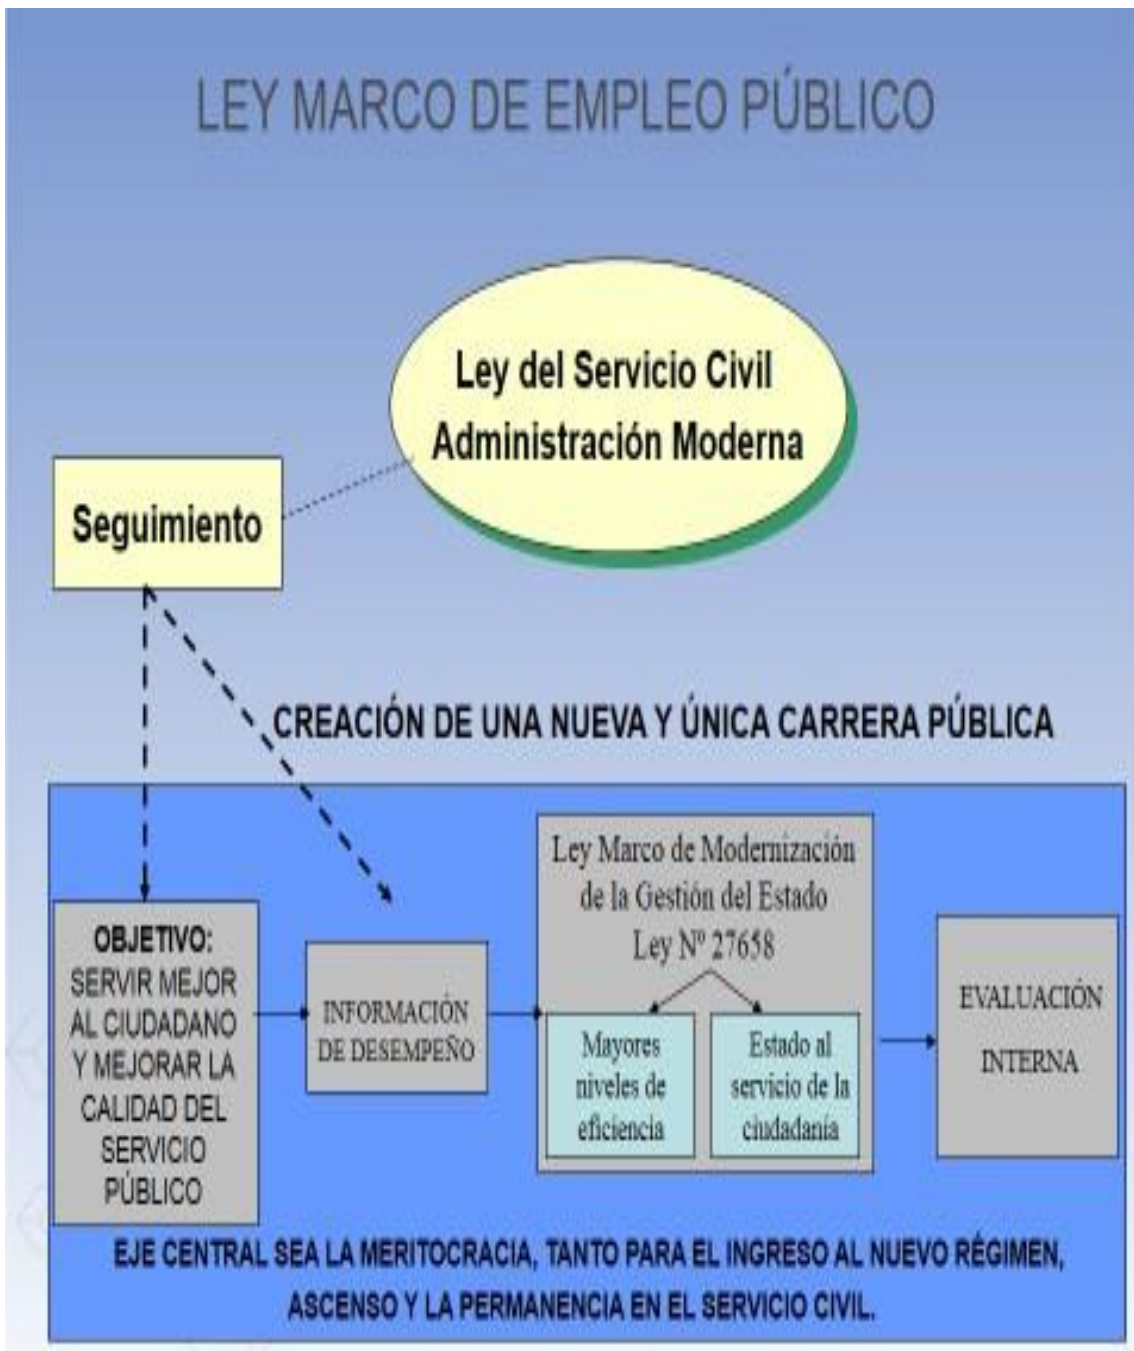 LEY MARCO DE EMPLEO PÚBLICO
Ley del Servicio Civil
Administración Moderna
Seguimiento
CREACIÓN DE UNA NUEVA Y ÚNICA CARRERA PÚBLICA
OBJETIVO:
SERVIR MEJOR
AL CIUDADANO
Y MEJORAR LA
CALIDAD DEL
SERVICIO
PÚBLICO
INFORMACIÓN
DE DESEMPEÑO
Ley Marco de Modernización
de la Gestión del Estado
Ley Nº 27658
Mayores
niveles de
eficiencia
Estado al
servicio de la
ciudadanía
EVALUACIÓN
INTERNA
EJE CENTRAL SEA LA MERITOCRACIA, TANTO PARA EL INGRESO AL NUEVO RÉGIMEN,
ASCENSO Y LA PERMANENCIA EN EL SERVICIO CIVIL.